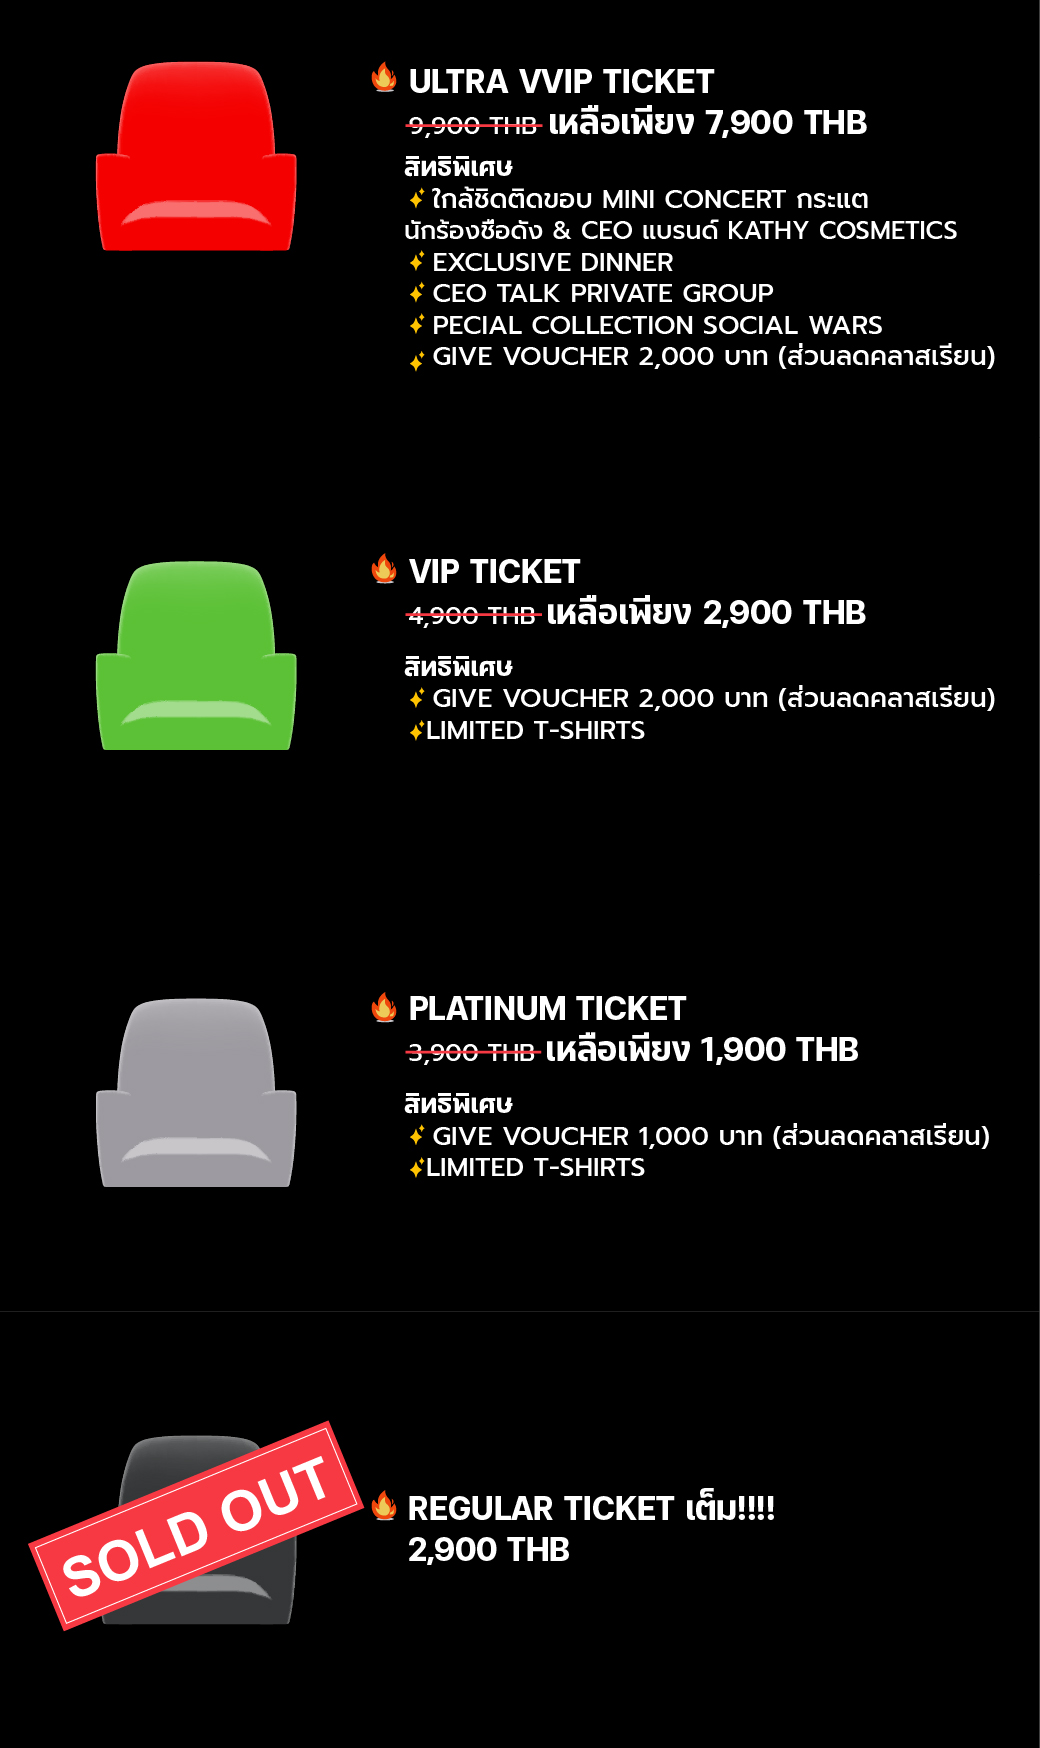 🔥 ULTRA VVIP TICKET
9,900 THB เหลือเพียง 7,900 THB
สิทธิพิเศษ
✨ ใกล้ชิดติดขอบ MINI CONCERT กระแต
นักร้องชื่อดัง & CEO แบรนด์ KATHY COSMETICS
✨ EXCLUSIVE DINNER
✨ CEO TALK PRIVATE GROUP
✨ PECIAL COLLECTION SOCIAL WARS
✨ GIVE VOUCHER 2,000 บาท (ส่วนลดคลาสเรียน)
🔥 VIP TICKET
4,900 THB เหลือเพียง 2,900 THB
สิทธิพิเศษ
✨ GIVE VOUCHER 2,000 บาท (ส่วนลดคลาสเรียน)
✨LIMITED T-SHIRTS
🔥 PLATINUM TICKET
3,900 THB เหลือเพียง 1,900 THB
สิทธิพิเศษ
✨ GIVE VOUCHER 1,000 บาท (ส่วนลดคลาสเรียน)
✨LIMITED T-SHIRTS
SOLD OUT
🔥 REGULAR TICKET เต็ม!!!!
2,900 THB